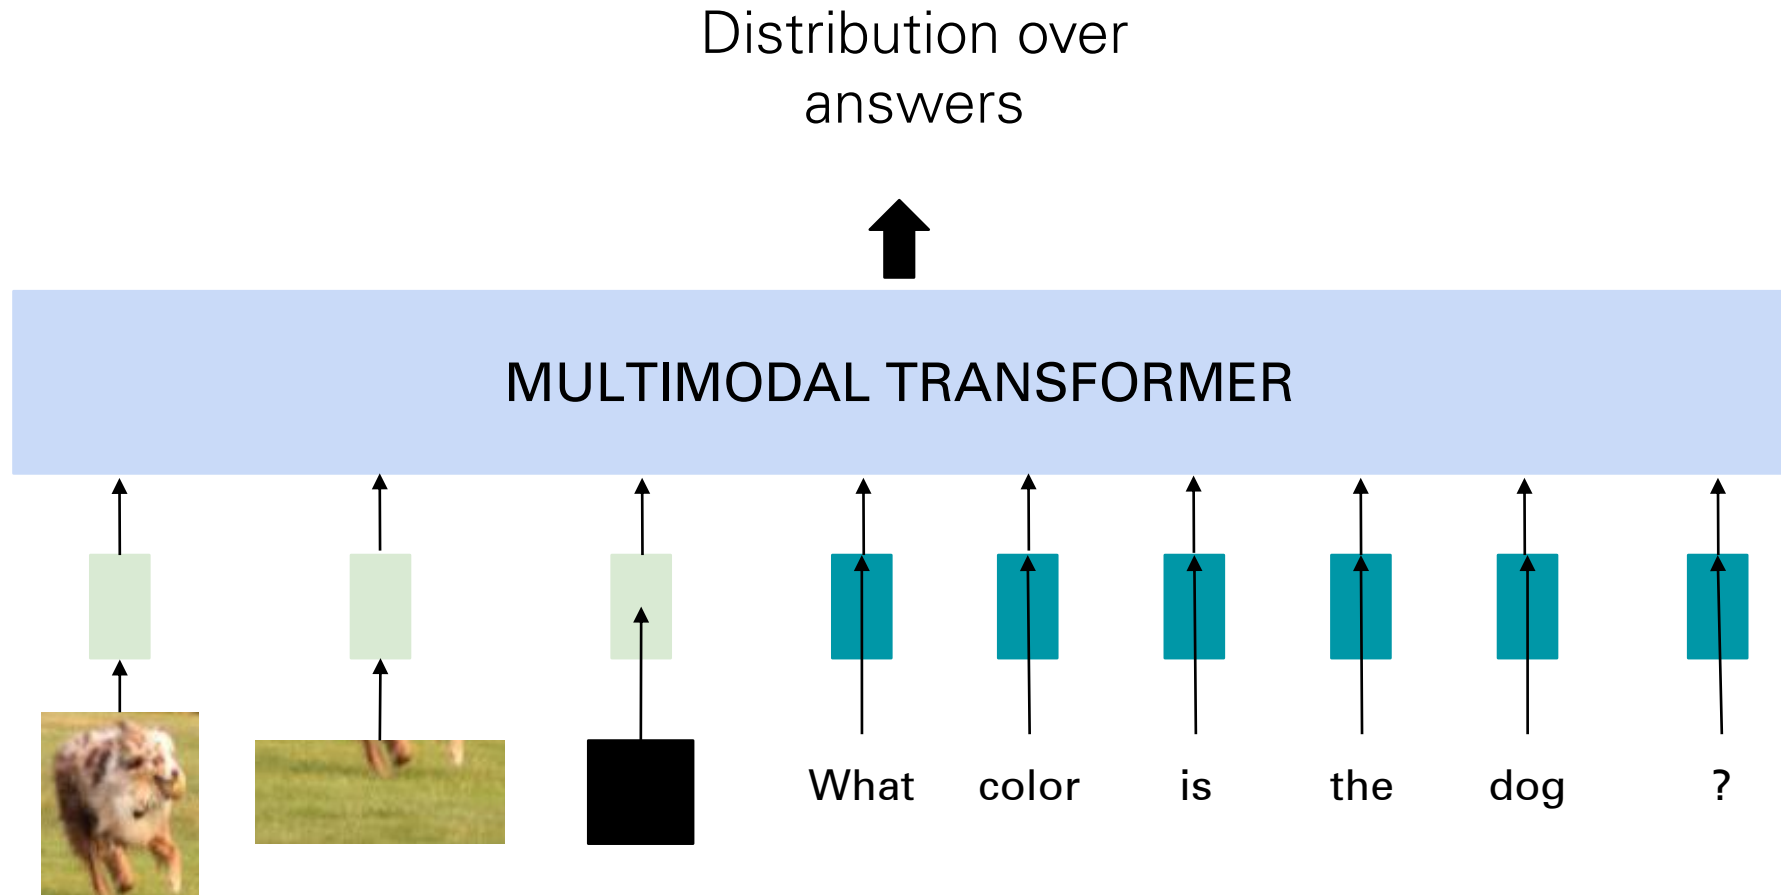 Distribution over
answers
MULTIMODAL TRANSFORMER
What color is the dog ?